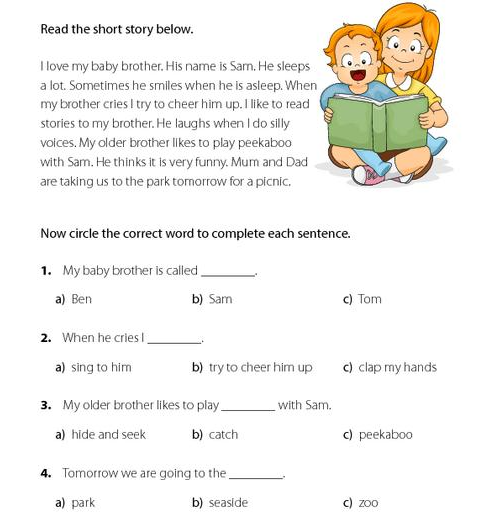 Read the short story below.
I love my baby brother. His name is Sam. He sleeps
a lot. Sometimes he smiles when he is asleep. When
my brother cries I try to cheer him up. I like to read
stories to my brother. He laughs when I do silly
voices. My older brother likes to play peekaboo
with Sam. He thinks it is very funny. Mum and Dad
are taking us to the park tomorrow for a picnic.
Now circle the correct word to complete each sentence.
1. My baby brother is called ________.
a) Ben b) Sam c) Tom
2. When he cries I ________.
a) sing to him b) try to cheer him up c) clap my hands
3. My older brother likes to play ________ with Sam.
a) hide and seek b) catch c) peekaboo
4. Tomorrow we are going to the ________.
a) park b) seaside c) zoo